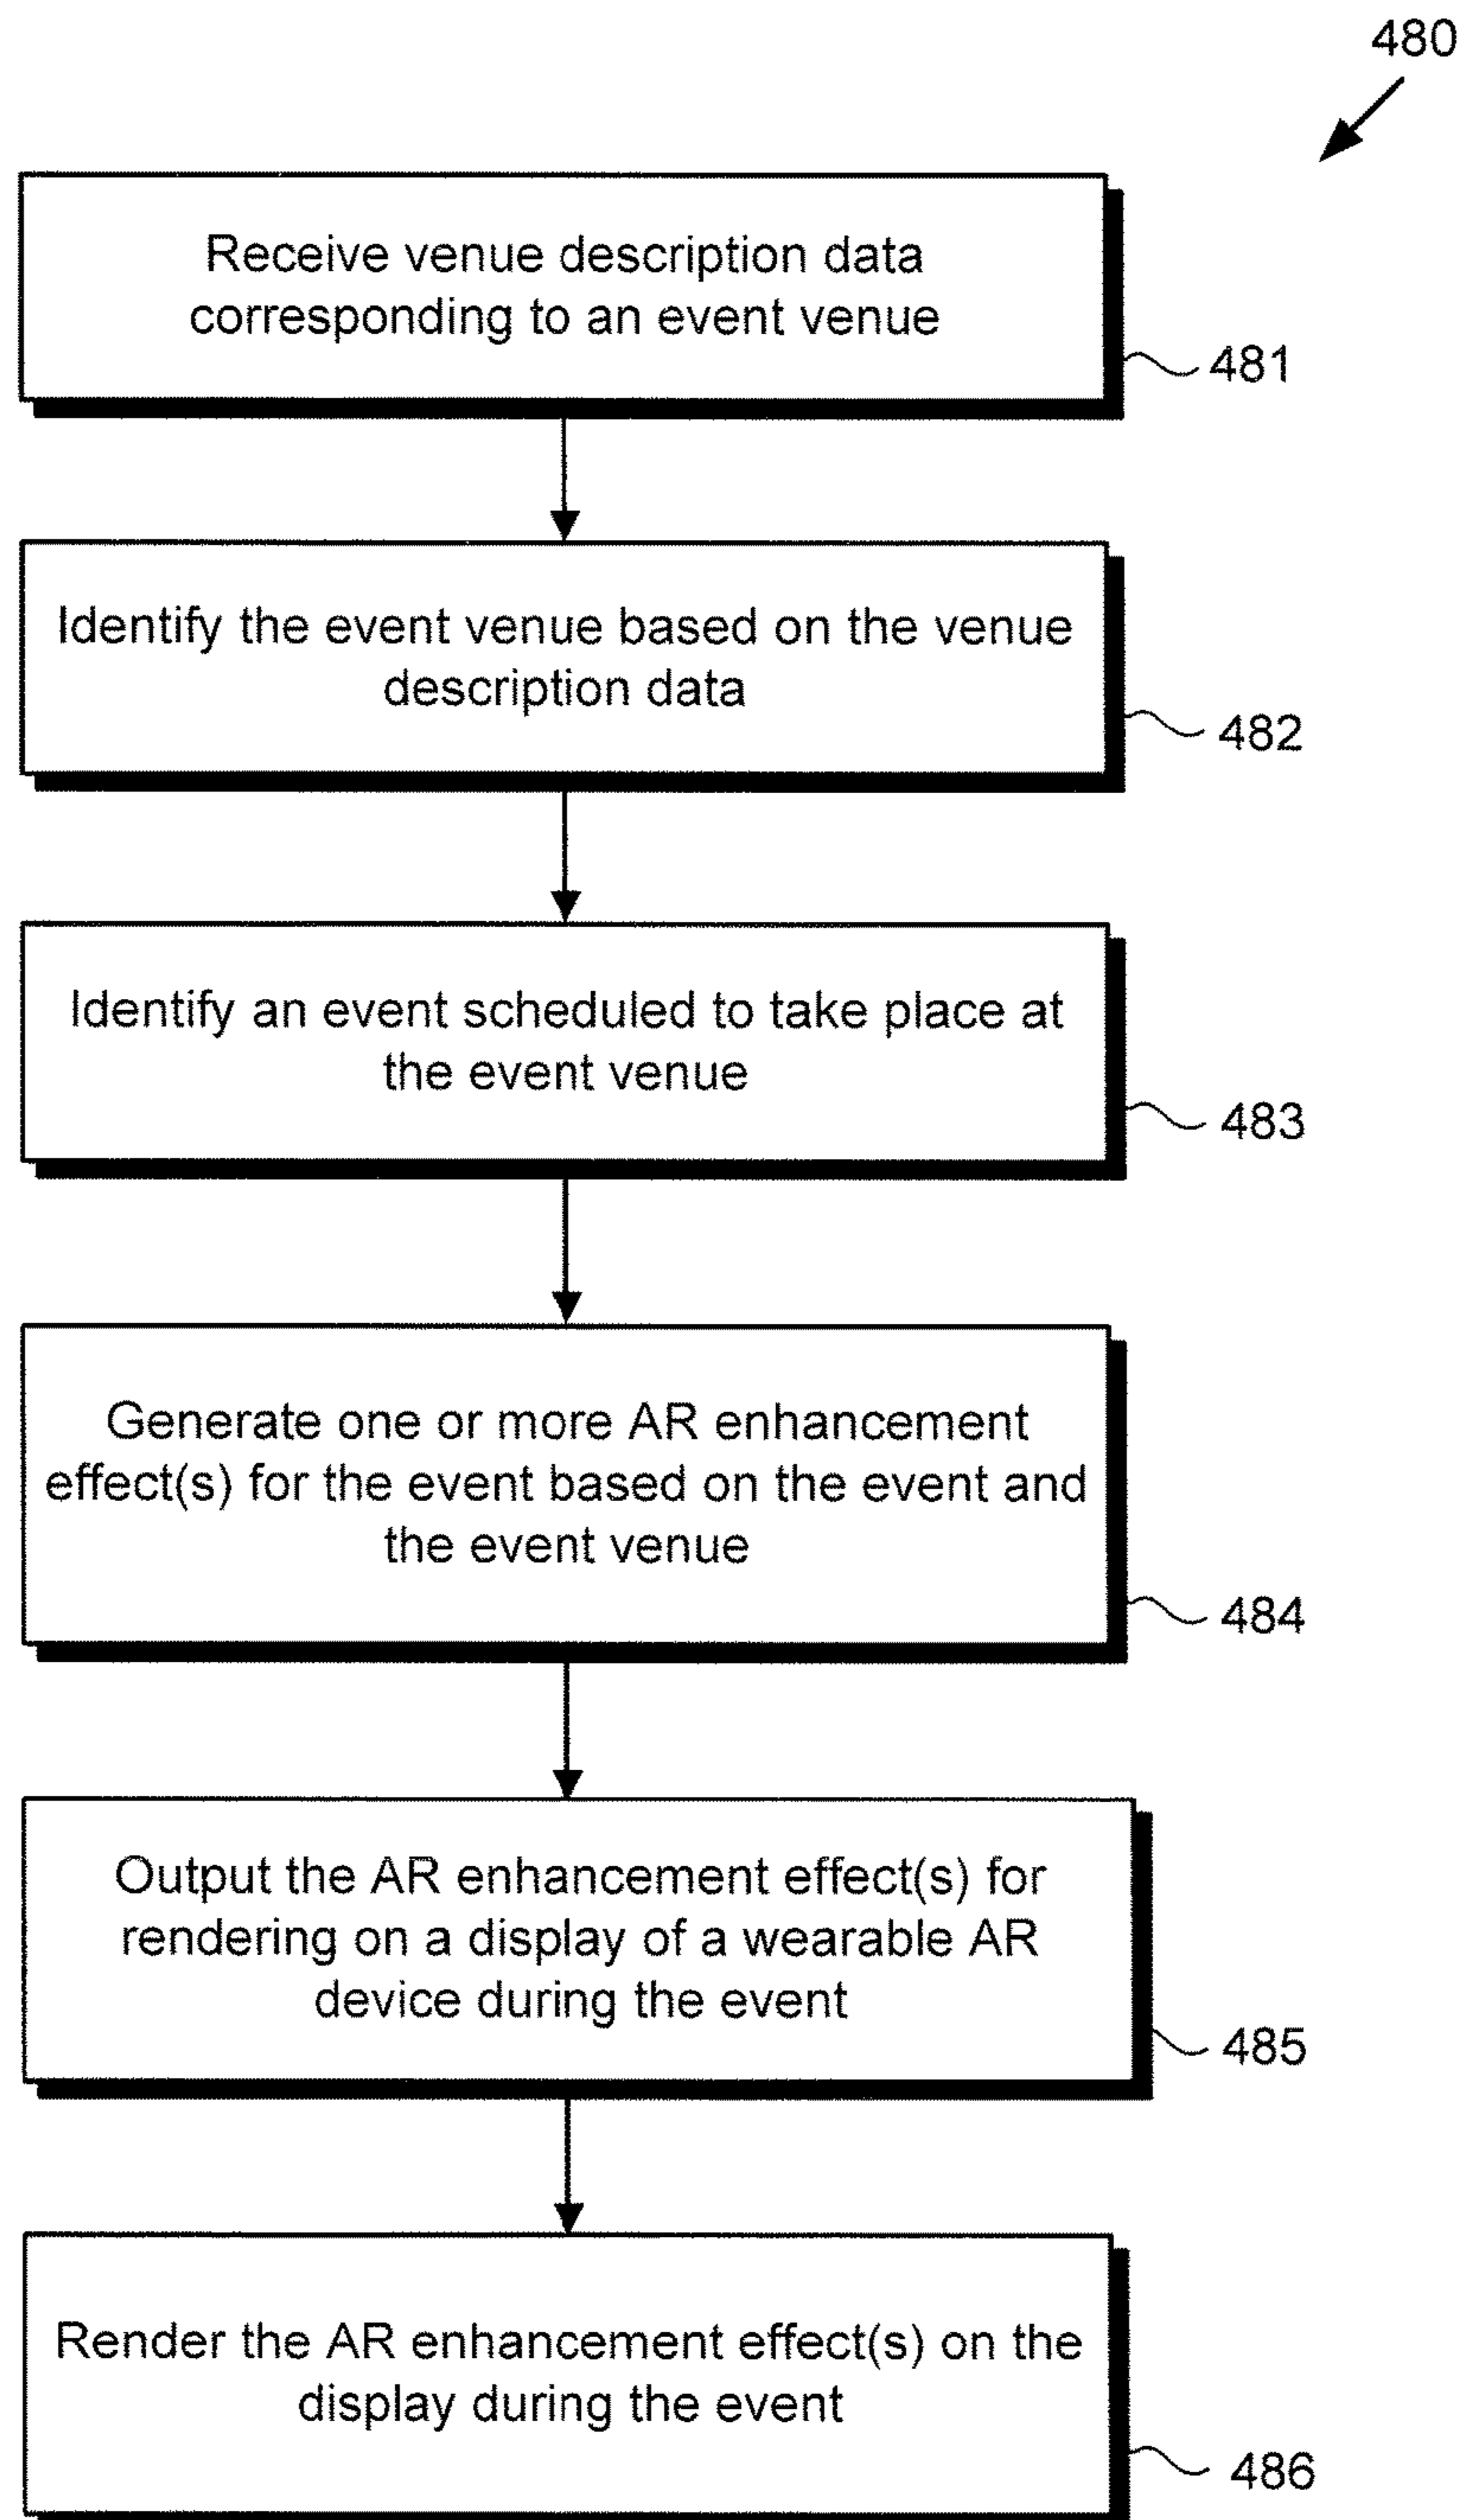 480
Receive venue description data
corresponding to an event venue
481
Identify the event venue based on the venue
description data
482
Identify an event scheduled to take place at
the event venue
483
Generate one or more AR enhancement
effect(s) for the event based on the event and
the event venue
484
Output the AR enhancement effect(s) for
rendering on a display of a wearable AR
device during the event
485
Render the AR enhancement effect(s) on the
display during the event
486